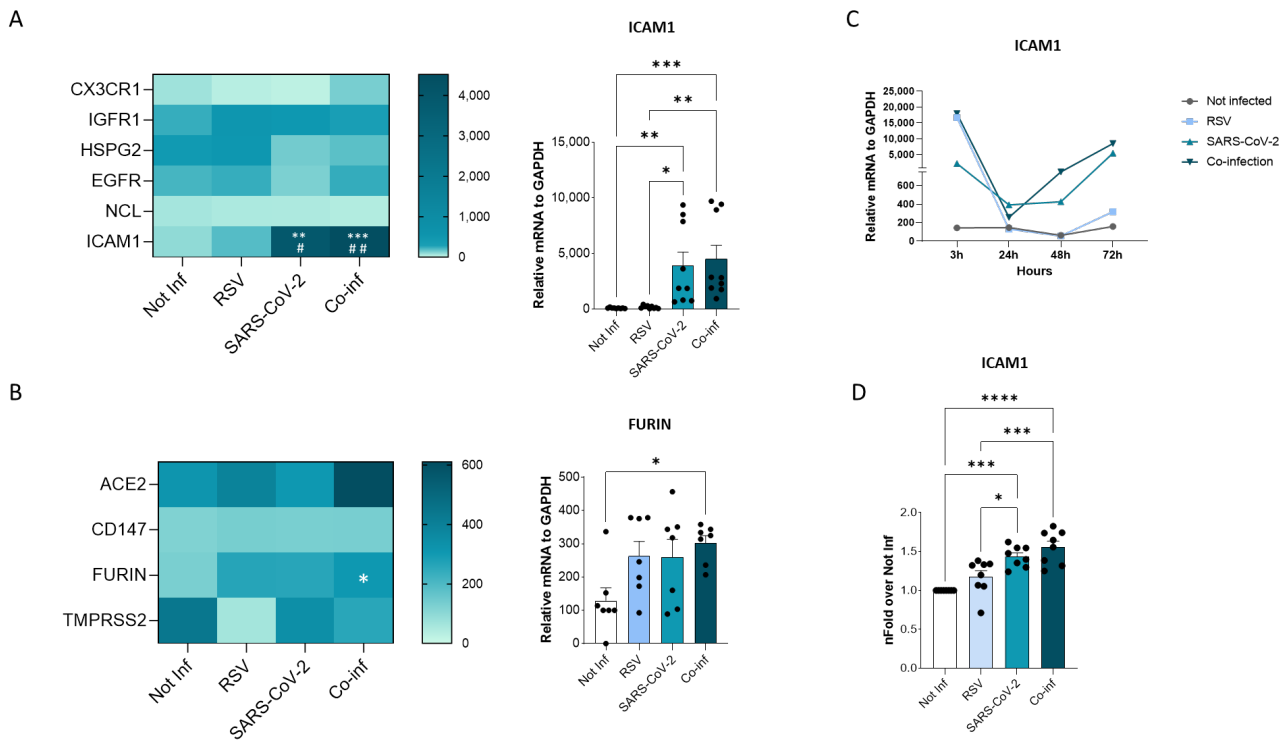 A
CX3CR1
IGFR1
HSPG2
EGFR
NCL
ICAM1
** ***
# ##
Not Inf RSV SARS-CoV-2 Co-inf
4,000
3,000
2,000
1,000
0
ICAM1
***
**
**
*
Relative mRNA to GAPDH
15,000
10,000
5,000
0
Not Inf RSV SARS-CoV-2 Co-inf
C
ICAM1
Relative mRNA to GAPDH
25,000
20,000
15,000
10,000
5,000
600
400
200
0
3h 24h 48h 72h
Hours
Not infected
RSV
SARS-CoV-2
Co-infection
B
ACE2
CD147
FURIN
TMPRSS2
*
Not Inf RSV SARS-CoV-2 Co-inf
600
400
200
0
FURIN
*
Relative mRNA to GAPDH
500
400
300
200
100
0
Not Inf RSV SARS-CoV-2 Co-inf
D
ICAM1
****
***
***
*
nFold over Not Inf
2.0
1.5
1.0
0.5
0.0
Not Inf RSV SARS-CoV-2 Co-inf